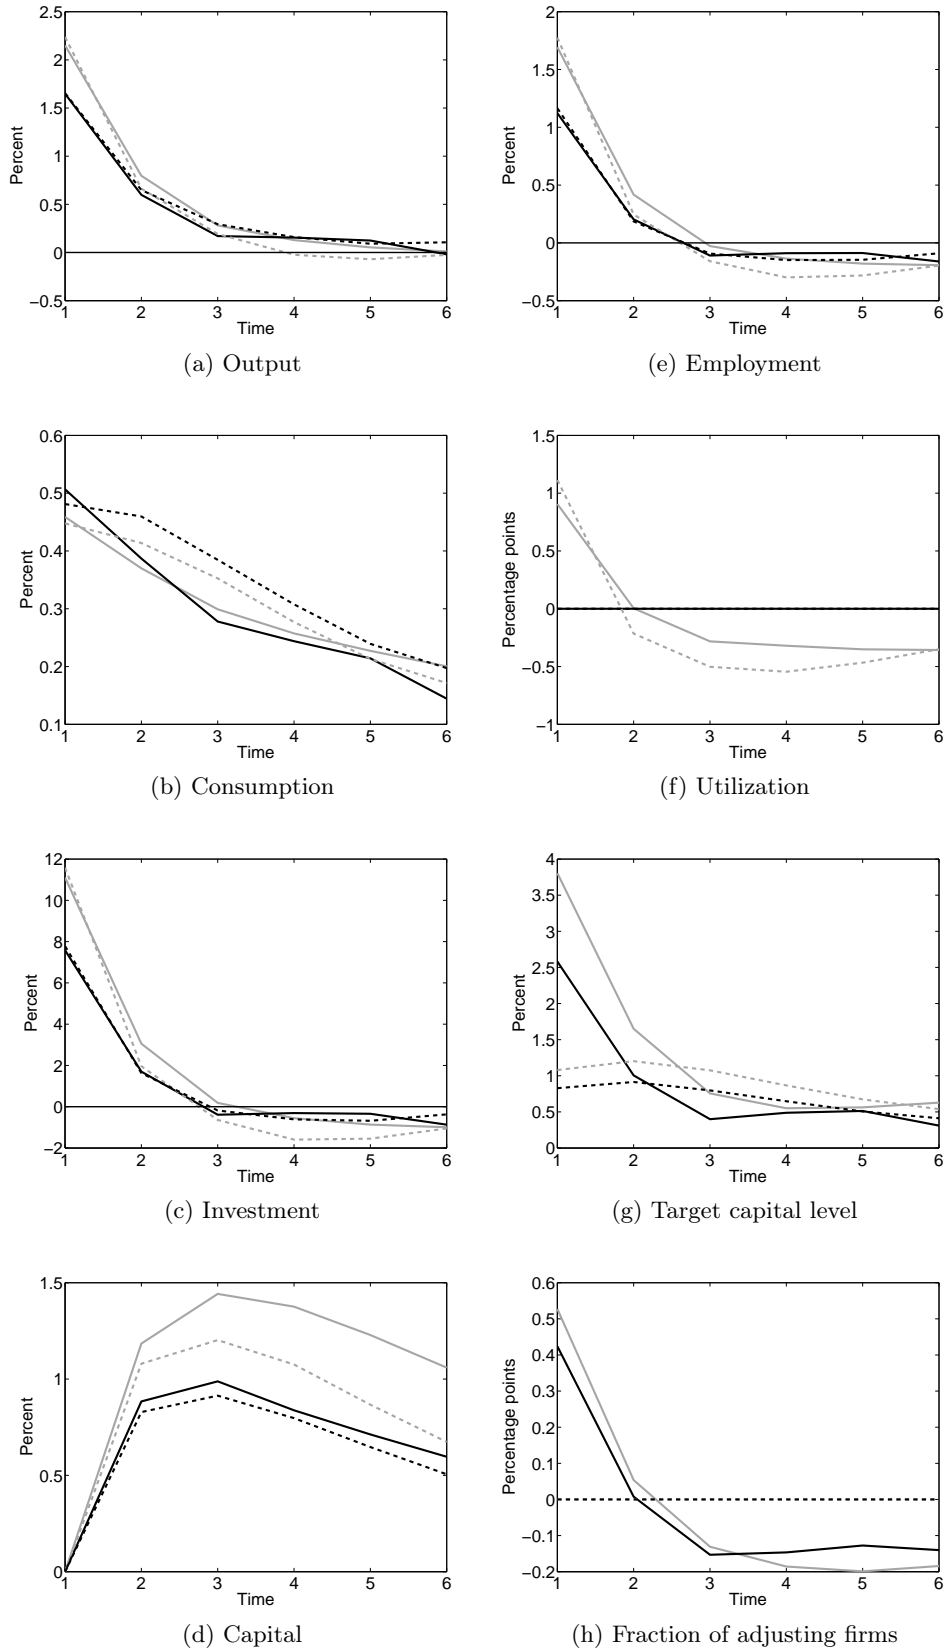 2.5
2
1.5
1
0.5
0
−0.5
Percent
1 2 3 4 5 6
Time
(a) Output
2
1.5
1
0.5
0
−0.5
Percent
1 2 3 4 5 6
Time
(e) Employment
0.6
0.5
0.4
0.3
0.2
0.1
Percent
1 2 3 4 5 6
Time
(b) Consumption
1.5
1
0.5
0
−0.5
−1
Percentage points
1 2 3 4 5 6
Time
(f) Utilization
12
10
8
6
4
2
0
−2
Percent
1 2 3 4 5 6
Time
(c) Investment
4
3.5
3
2.5
2
1.5
1
0.5
0
Percent
1 2 3 4 5 6
Time
(g) Target capital level
1.5
1
0.5
0
Percent
1 2 3 4 5 6
Time
(d) Capital
0.6
0.5
0.4
0.3
0.2
0.1
0
−0.1
−0.2
Percentage points
1 2 3 4 5 6
Time
(h) Fraction of adjusting firms